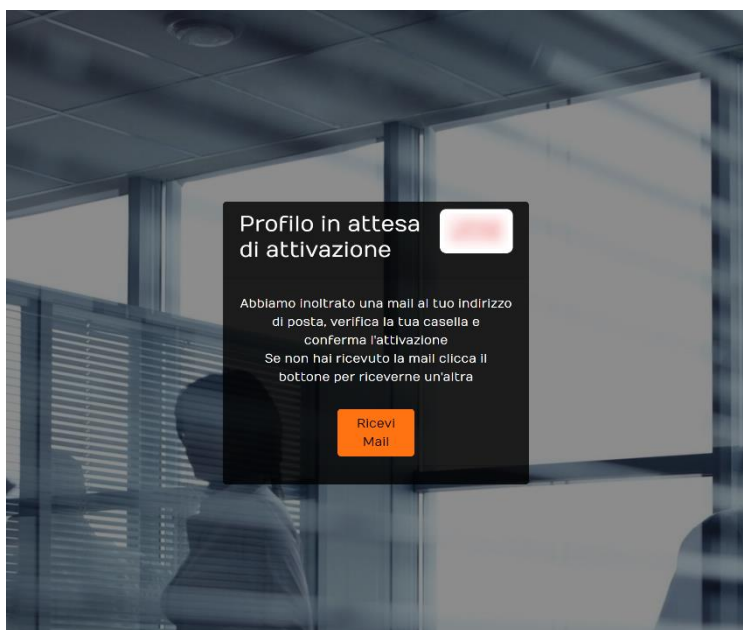 Profilo in attesa
di attivazione
Abbiamo inoltrato una mail al tuo indirizzo
di posta, verifica la tua casella e
conferma l'attivazione
Se non hai ricevuto la mail clicca il
bottone per riceverne un'altra
Ricevi
Mail